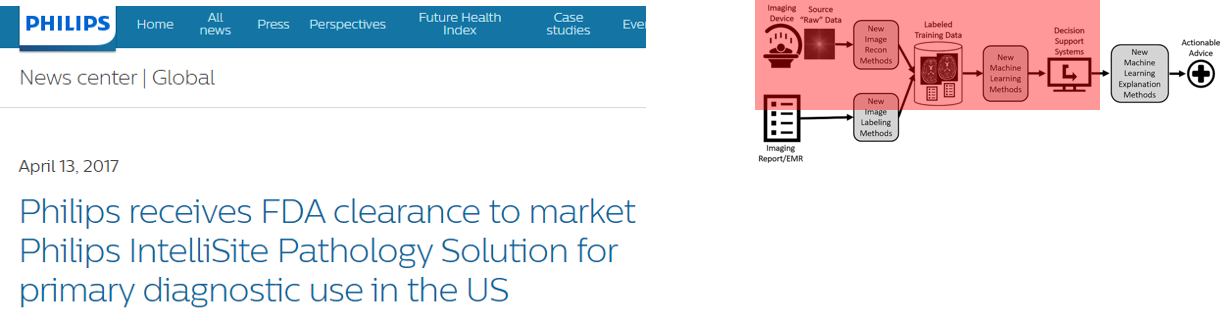 PHILIPS
Home
All
news
Press
Perspectives
Future Health
Index
Case
studies
Eve
News center | Global
April 13, 2017
Philips receives FDA clearance to market
Philips IntelliSite Pathology Solution for
primary diagnostic use in the US
Imaging
Device
Source
"Raw" Data
New
Image
Recon
Methods
Labeled
Training Data
New
Machine
Learning
Methods
Decision
Support
Systems
New
Machine
Learning
Explanation
Methods
Actionable
Advice
New
Image
Labeling
Methods
Imaging
Report/EMR